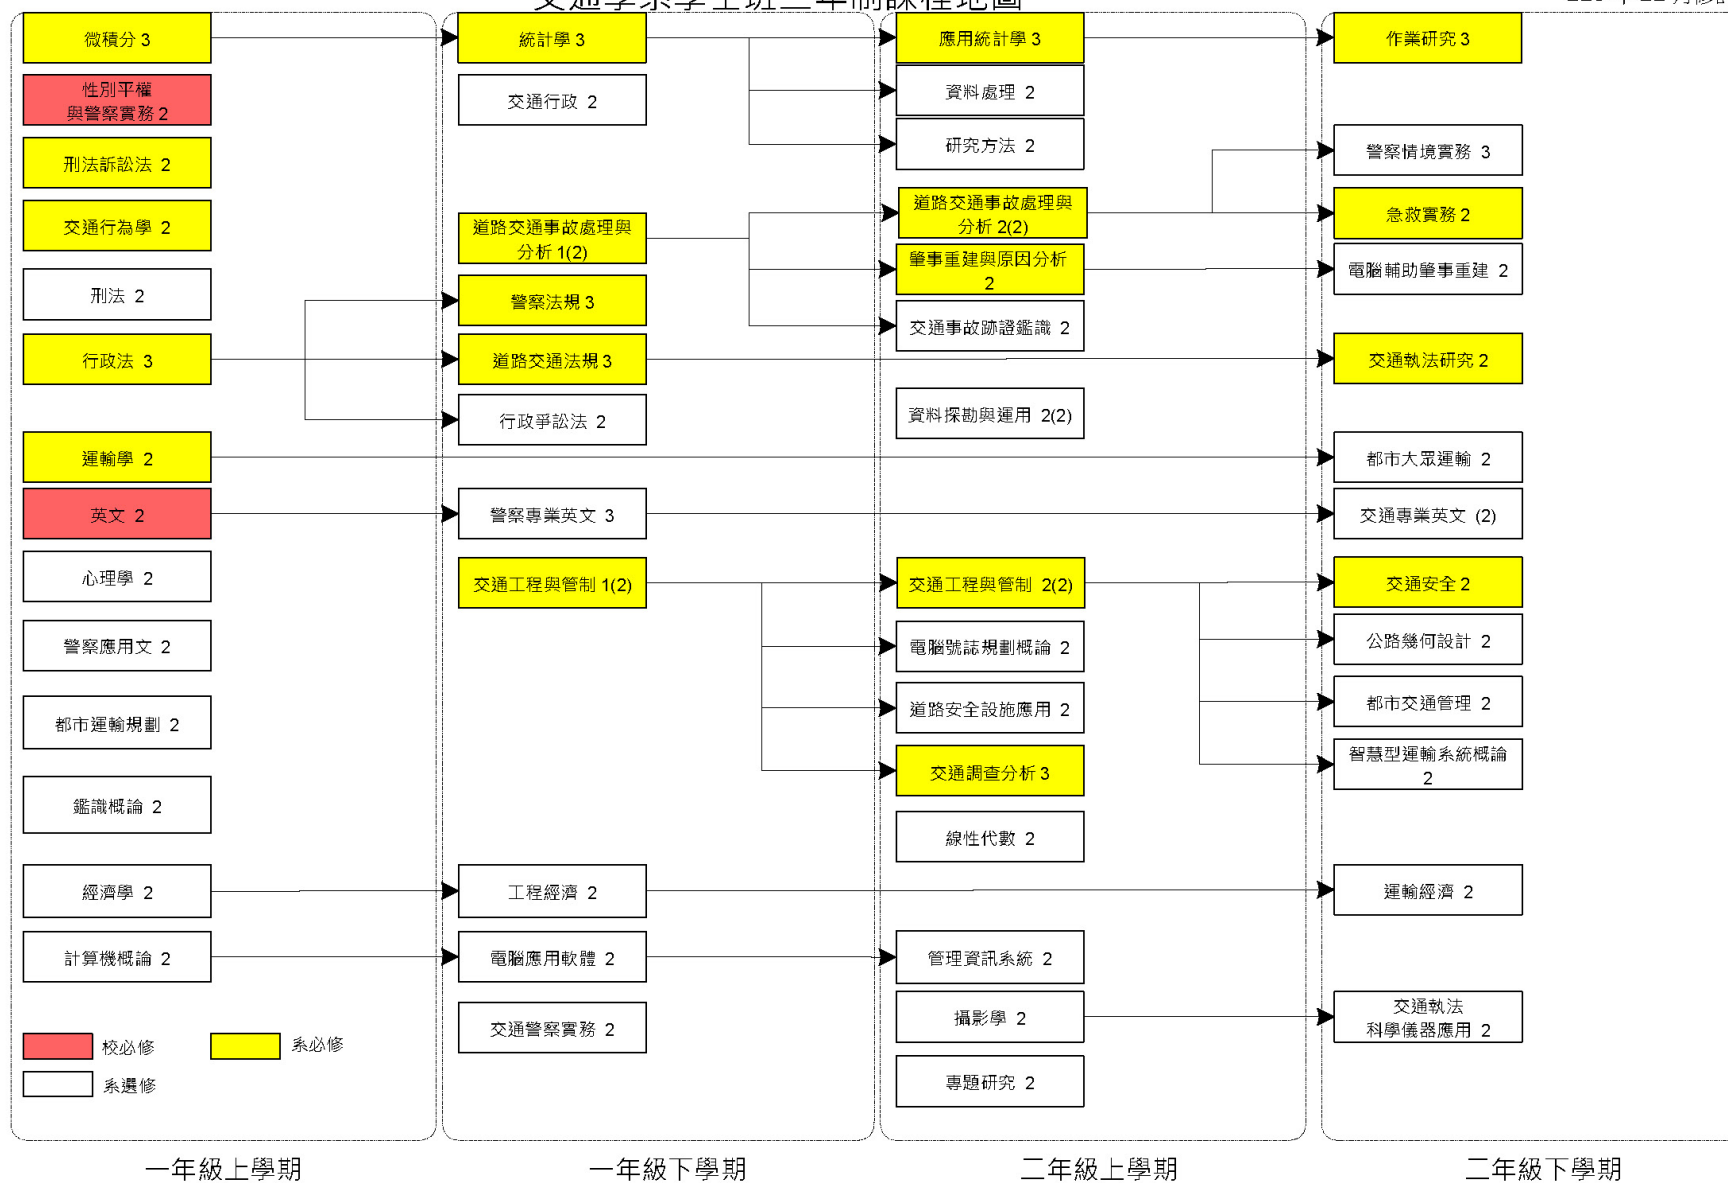 微積分 3
性別平權
與警察實務 2
刑法訴訟法 2
交通行為學 2
刑法 2
行政法 3
運輸學 2
英文 2
心理學 2
警察應用文 2
都市運輸規劃 2
鑑識概論 2
經濟學 2
計算機概論 2
校必修
系必修
系選修
一年級上學期
統計學 3
交通行政 2
道路交通事故處理與
分析 1(2)
警察法規 3
道路交通法規 3
行政爭訟法 2
警察專業英文 3
交通工程與管制 1(2)
工程經濟 2
電腦應用軟體 2
交通警察實務 2
一年級下學期
應用統計學 3
資料處理 2
研究方法 2
道路交通事故處理與
分析 2(2)
肇事重建與原因分析
2
交通事故跡證鑑識 2
資料探勘與運用 2(2)
交通工程與管制 2(2)
電腦號誌規劃概論 2
道路安全設施應用 2
交通調查分析 3
線性代數 2
管理資訊系統 2
攝影學 2
專題研究 2
二年級上學期
作業研究 3
警察情境實務 3
急救實務 2
電腦輔助肇事重建 2
交通執法研究 2
都市大眾運輸 2
交通專業英文 (2)
交通安全 2
公路幾何設計 2
都市交通管理 2
智慧型運輸系統概論
2
運輸經濟 2
交通執法
科學儀器應用 2
二年級下學期